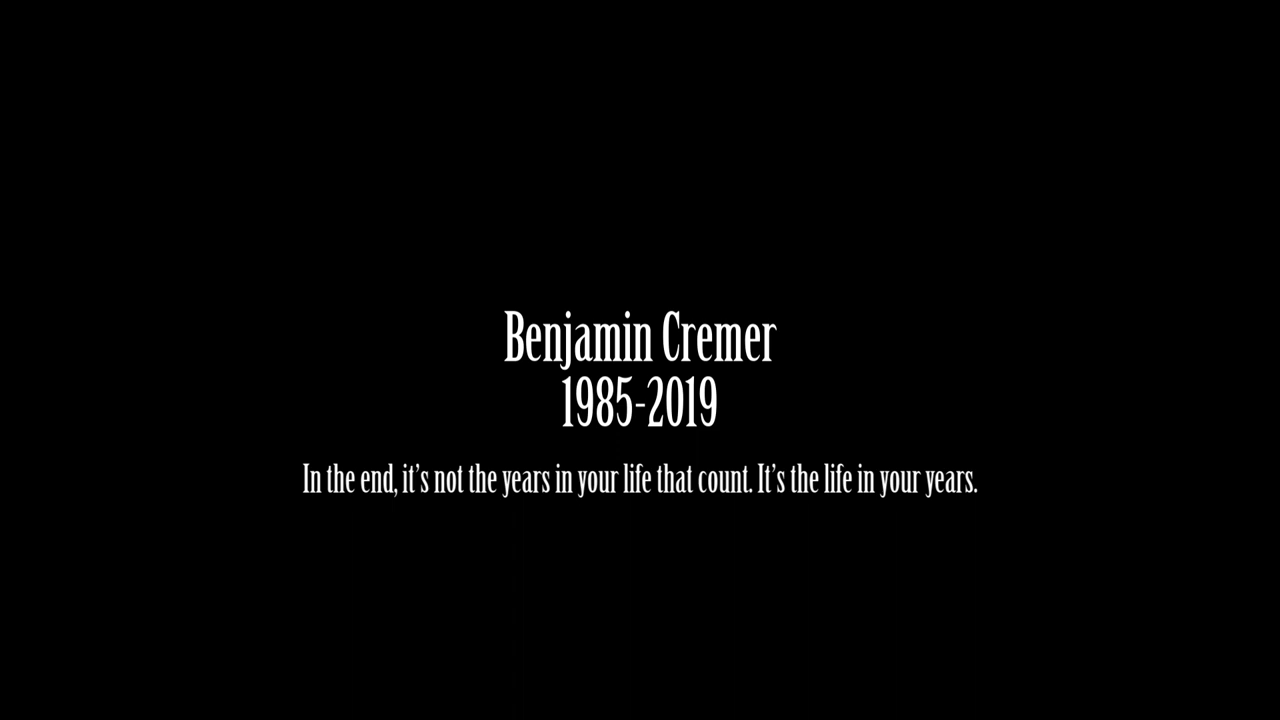 Benjamin Cremer
1985-2019
In the end, it’s not the years in your life that count. It’s the life in your years.